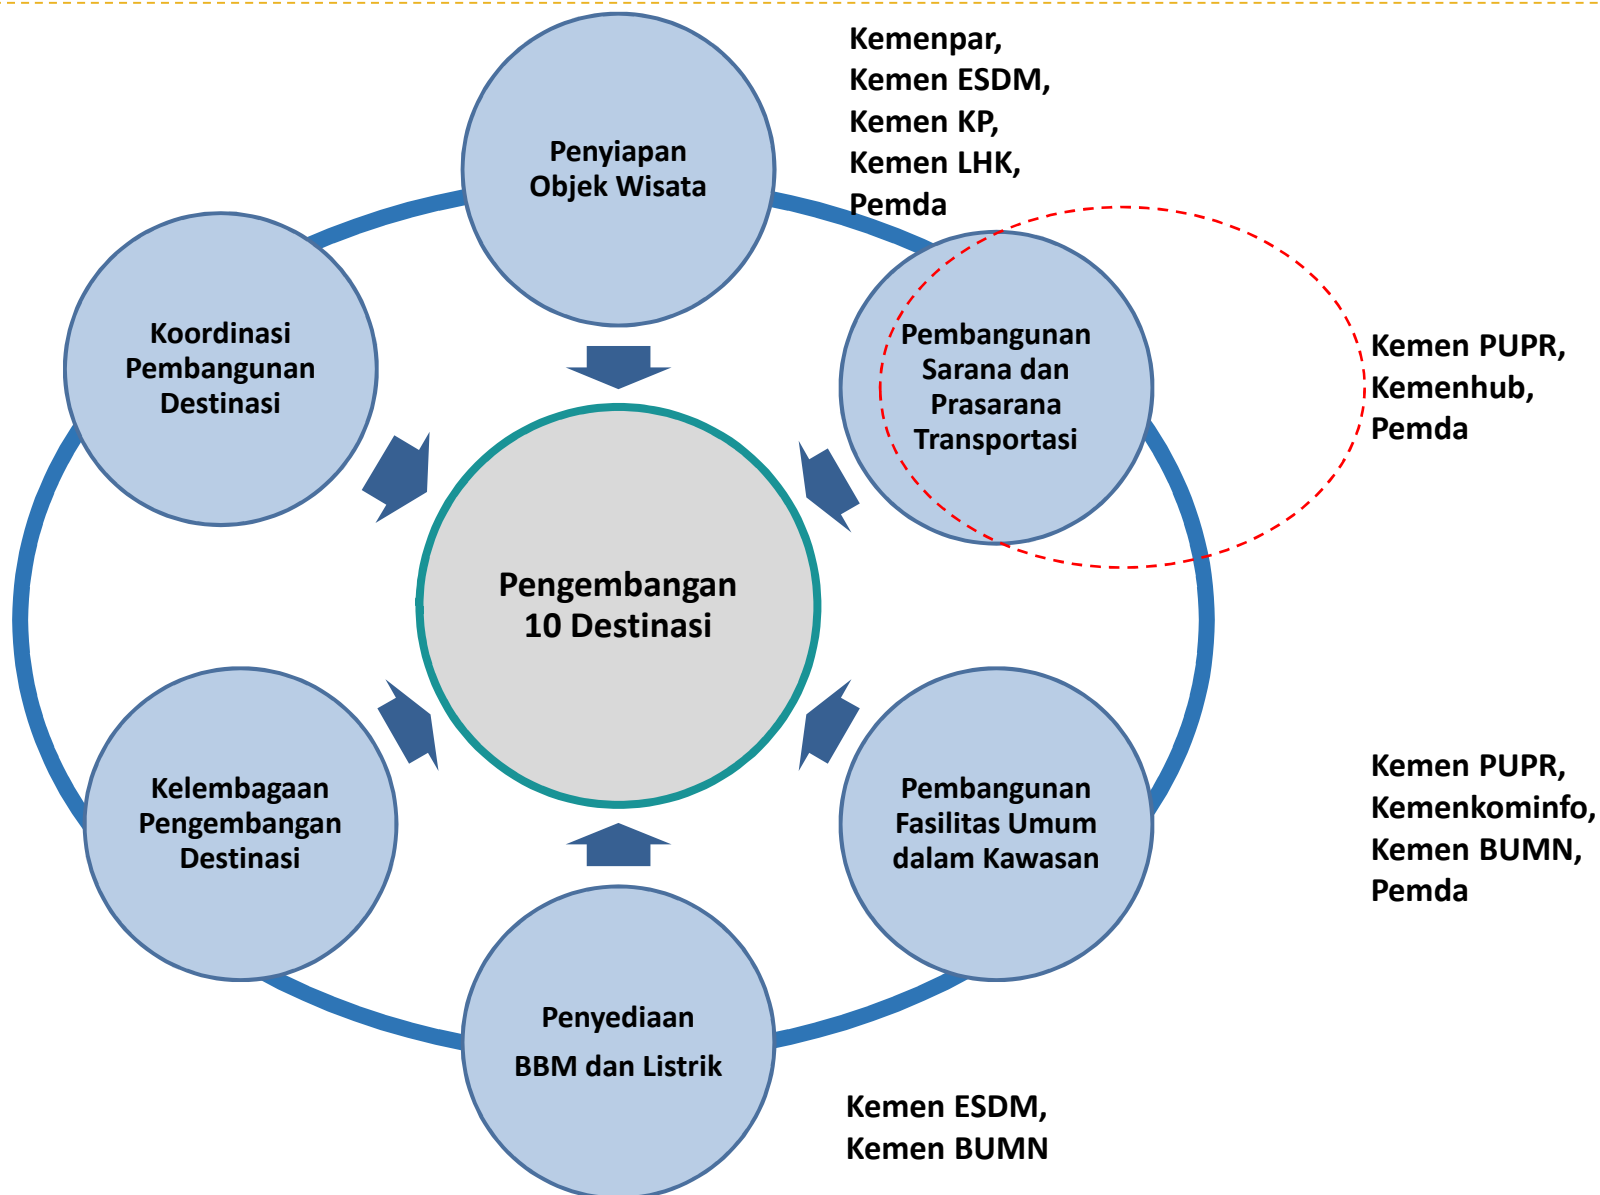 Penyiapan
Objek Wisata
Kemenpar,
Kemen ESDM,
Kemen KP,
Kemen LHK,
Pemda
Pembangunan
Sarana dan
Prasarana
Transportasi
Kemen PUPR,
Kemenhub,
Pemda
Pembangunan
Fasilitas Umum
dalam Kawasan
Kemen PUPR,
Kemenkominfo,
Kemen BUMN,
Pemda
Penyediaan
BBM dan Listrik
Kemen ESDM,
Kemen BUMN
Kelembagaan
Pengembangan
Destinasi
Koordinasi
Pembangunan
Destinasi
Pengembangan
10 Destinasi